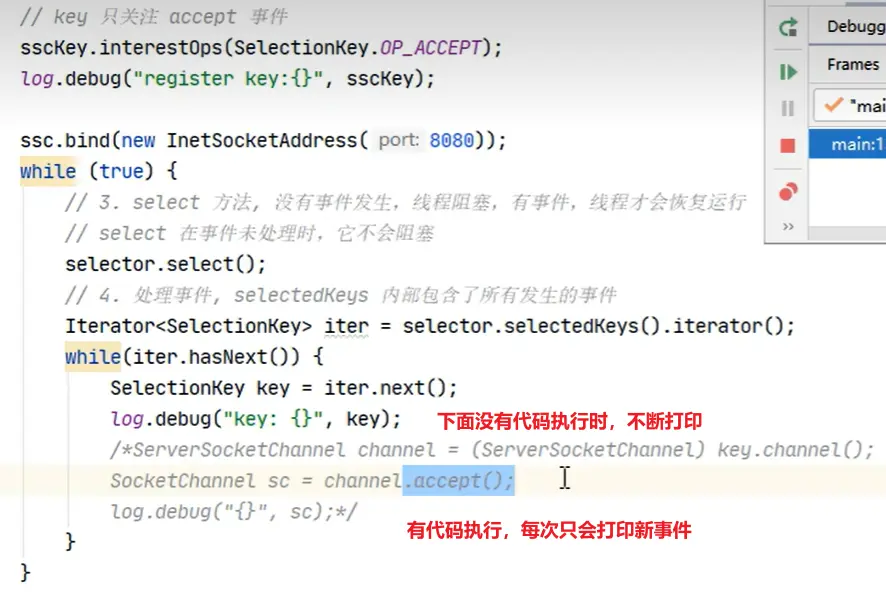 // key 只关注 accept 事件
sscKey.interestOps(SelectionKey.OP_ACCEPT);
log.debug("register key:{}", sscKey);
ssc.bind(new InetSocketAddress( port: 8080));
while (true) {
// 3. select 方法, 没有事件发生，线程阻塞，有事件，线程才会恢复运行
// select 在事件未处理时，它不会阻塞
selector.select();
// 4. 处理事件, selectedKeys 内部包含了所有发生的事件
Iterator<SelectionKey> iter = selector.selectedKeys().iterator();
while(iter.hasNext()) {
SelectionKey key = iter.next();
log.debug("key: {}", key); 下面没有代码执行时，不断打印
/*ServerSocketChannel channel = (ServerSocketChannel) key.channel();
SocketChannel sc = channel.accept();
log.debug("{}", sc);*/
有代码执行，每次只会打印新事件
}
}
Debugg
Frames
"mai
main:1